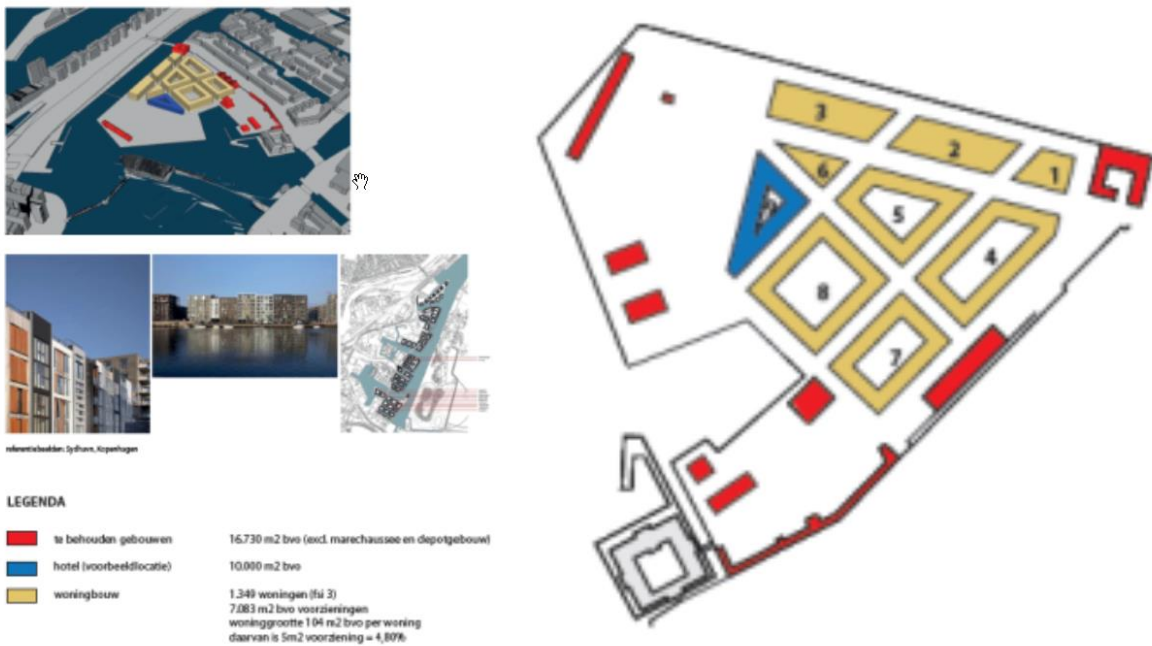 referentiebeelden: Sydhavn, Kopenhagen
LEGENDA
te behouden gebouwen 16.730 m2 bvo (excl. marechaussee en depotgebouw)
hotel (voorbeeldlocatie) 10.000 m2 bvo
woningbouw 1.349 woningen (fsi 3)
7.083 m2 bvo voorzieningen
woninggrootte 104 m2 bvo per woning
daarvan is 5m2 voorziening = 4,80%
3
2
1
6
5
4
8
7